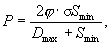 P = 2φ · σS_min / (D_max + S_min),